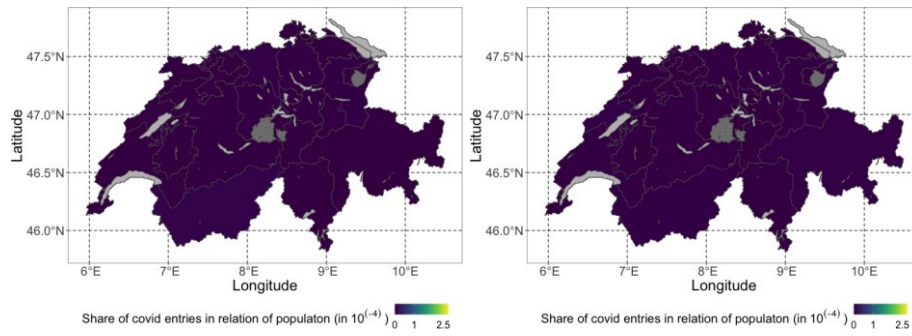 47.5°N
47.0°N
46.5°N
46.0°N
Latitude
6°E 7°E 8°E 9°E 10°E
Longitude
Share of covid entries in relation of populaton (in 10^(-4)) 0 1 2.5
47.5°N
47.0°N
46.5°N
46.0°N
Latitude
6°E 7°E 8°E 9°E 10°E
Longitude
Share of covid entries in relation of populaton (in 10^(-4)) 0 1 2.5